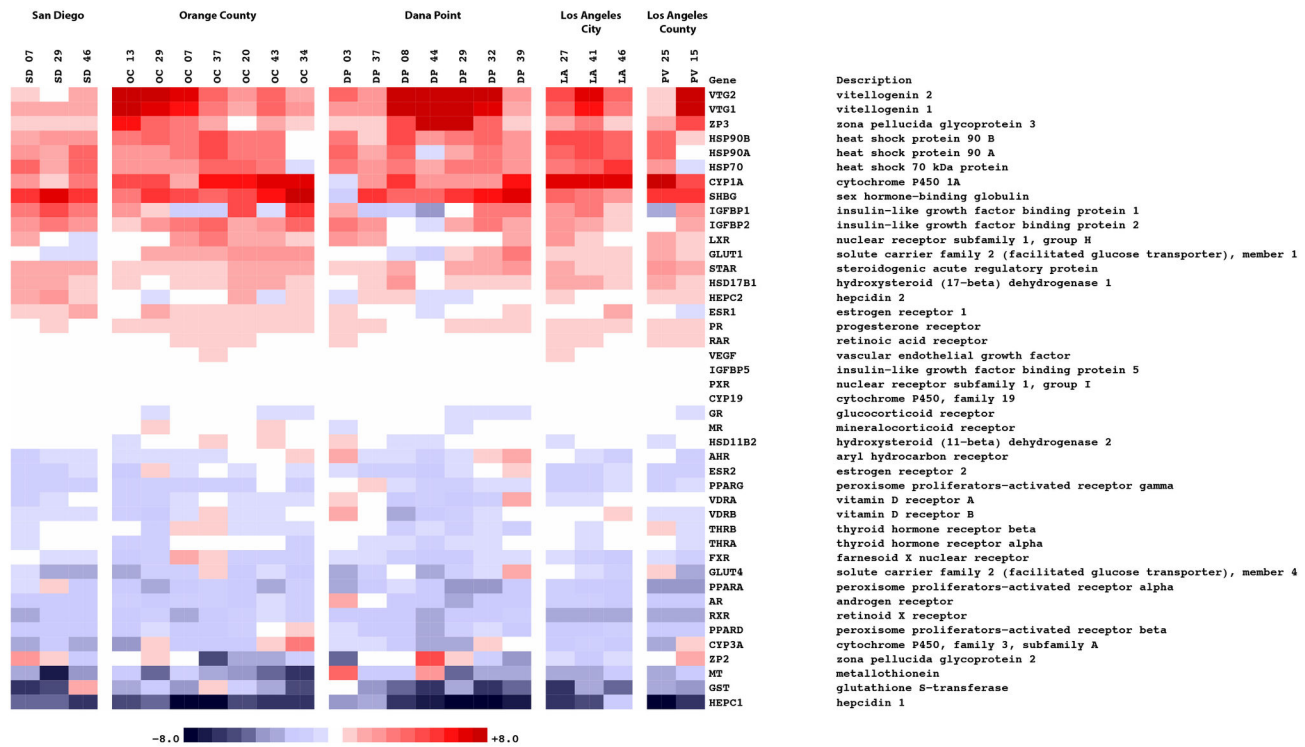 San Diego Orange County Dana Point Los Angeles City Los Angeles County
SD 07 SD 29 SD 46 OC 13 OC 29 OC 07 OC 37 OC 20 OC 43 OC 34 DP 03 DP 37 DP 08 DP 44 DP 29 DP 32 DP 39 LA 27 LA 41 LA 46 PV 25 PV 15
Gene Description
VTG2 vitellogenin 2
VTG1 vitellogenin 1
ZP3 zona pellucida glycoprotein 3
HSP90B heat shock protein 90 B
HSP90A heat shock protein 90 A
HSP70 heat shock 70 kDa protein
CYP1A cytochrome P450 1A
SHBG sex hormone-binding globulin
IGFBP1 insulin-like growth factor binding protein 1
IGFBP2 insulin-like growth factor binding protein 2
LXR nuclear receptor subfamily 1, group H
GLUT1 solute carrier family 2 (facilitated glucose transporter), member 1
STAR steroidogenic acute regulatory protein
HSD17B1 hydroxysteroid (17-beta) dehydrogenase 1
HEPC2 hepcidin 2
ESR1 estrogen receptor 1
PR progesterone receptor
RAR retinoic acid receptor
VEGF vascular endothelial growth factor
IGFBP5 insulin-like growth factor binding protein 5
PXR nuclear receptor subfamily 1, group I
CYP19 cytochrome P450, family 19
GR glucocorticoid receptor
MR mineralocorticoid receptor
HSD11B2 hydroxysteroid (11-beta) dehydrogenase 2
AHR aryl hydrocarbon receptor
ESR2 estrogen receptor 2
PPARG peroxisome proliferators-activated receptor gamma
VDRA vitamin D receptor A
VDRB vitamin D receptor B
THRB thyroid hormone receptor beta
THRA thyroid hormone receptor alpha
FXR farnesoid X nuclear receptor
GLUT4 solute carrier family 2 (facilitated glucose transporter), member 4
PPARA peroxisome proliferators-activated receptor alpha
AR androgen receptor
RXR retinoid X receptor
PPARD peroxisome proliferators-activated receptor beta
CYP3A cytochrome P450, family 3, subfamily A
ZP2 zona pellucida glycoprotein 2
MT metallothionein
GST glutathione S-transferase
HEPC1 hepcidin 1
-8.0 +8.0